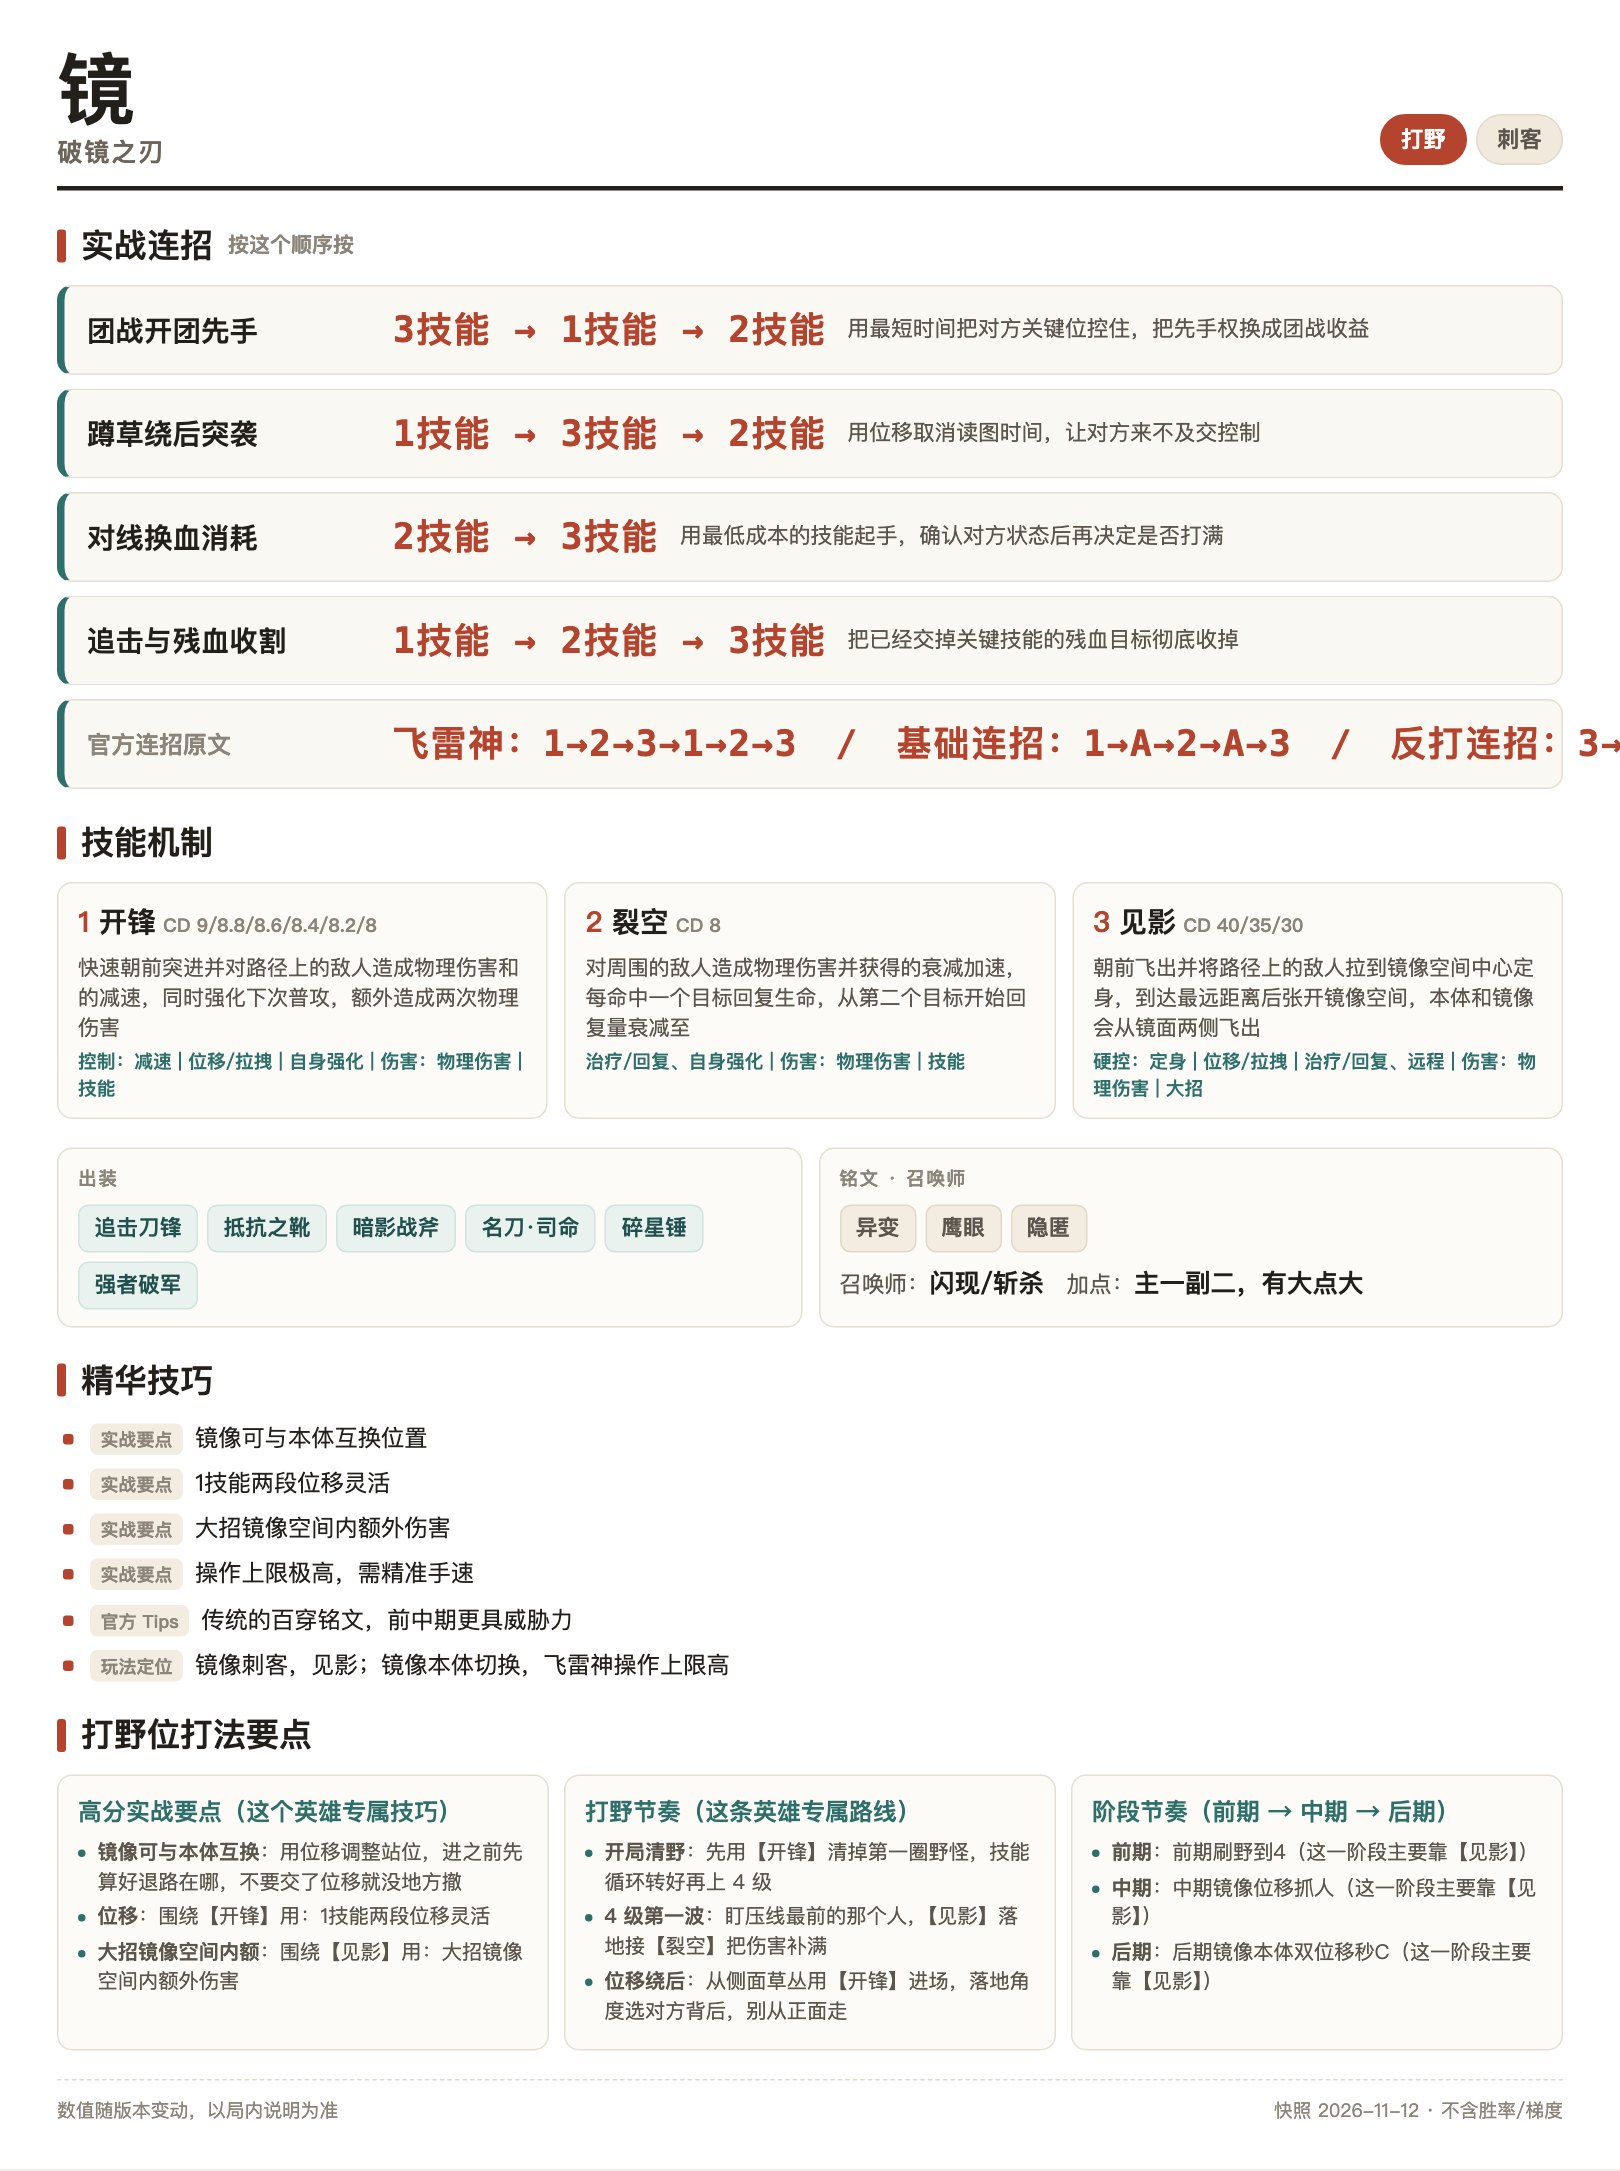 镜
破镜之刃
打野 刺客
实战连招 按这个顺序按
团战开团先手 3技能 → 1技能 → 2技能 用最短时间把对方关键位控住，把先手权换成团战收益
蹲草绕后突袭 1技能 → 3技能 → 2技能 用位移取消读图时间，让对方来不及交控制
对线换血消耗 2技能 → 3技能 用最低成本的技能起手，确认对方状态后再决定是否打满
追击与残血收割 1技能 → 2技能 → 3技能 把已经交掉关键技能的残血目标彻底收掉
官方连招原文 飞雷神：1→2→3→1→2→3 / 基础连招：1→A→2→A→3 / 反打连招：3→
技能机制
1 开锋 CD 9/8.8/8.6/8.4/8.2/8
快速朝前突进并对路径上的敌人造成物理伤害和
的减速，同时强化下次普攻，额外造成两次物理
伤害
控制：减速 | 位移/拉拽 | 自身强化 | 伤害：物理伤害 |
技能
2 裂空 CD 8
对周围的敌人造成物理伤害并获得的衰减加速，
每命中一个目标回复生命，从第二个目标开始回
复量衰减至
治疗/回复、自身强化 | 伤害：物理伤害 | 技能
3 见影 CD 40/35/30
朝前飞出并将路径上的敌人拉到镜像空间中心定
身，到达最远距离后张开镜像空间，本体和镜像
会从镜面两侧飞出
硬控：定身 | 位移/拉拽 | 治疗/回复、远程 | 伤害：物
理伤害 | 大招
出装
追击刀锋 抵抗之靴 暗影战斧 名刀·司命 碎星锤
强者破军
铭文 · 召唤师
异变 鹰眼 隐匿
召唤师：闪现/斩杀 加点：主一副二，有大点大
精华技巧
实战要点 镜像可与本体互换位置
实战要点 1技能两段位移灵活
实战要点 大招镜像空间内额外伤害
实战要点 操作上限极高，需精准手速
官方 Tips 传统的百穿铭文，前中期更具威胁力
玩法定位 镜像刺客，见影；镜像本体切换，飞雷神操作上限高
打野位打法要点
高分实战要点（这个英雄专属技巧）
镜像可与本体互换：用位移调整站位，进之前先
算好退路在哪，不要交了位移就没地方撤
位移：围绕【开锋】用：1技能两段位移灵活
大招镜像空间内额：围绕【见影】用：大招镜像
空间内额外伤害
打野节奏（这条英雄专属路线）
开局清野：先用【开锋】清掉第一圈野怪，技能
循环转好再上 4 级
4 级第一波：盯压线最前的那个人，【见影】落
地接【裂空】把伤害补满
位移绕后：从侧面草丛用【开锋】进场，落地角
度选对方背后，别从正面走
阶段节奏（前期 → 中期 → 后期）
前期：前期刷野到4（这一阶段主要靠【见影】）
中期：中期镜像位移抓人（这一阶段主要靠【见
影】）
后期：后期镜像本体双位移秒C（这一阶段主要
靠【见影】）
数值随版本变动，以局内说明为准
快照 2026-11-12 · 不含胜率/梯度